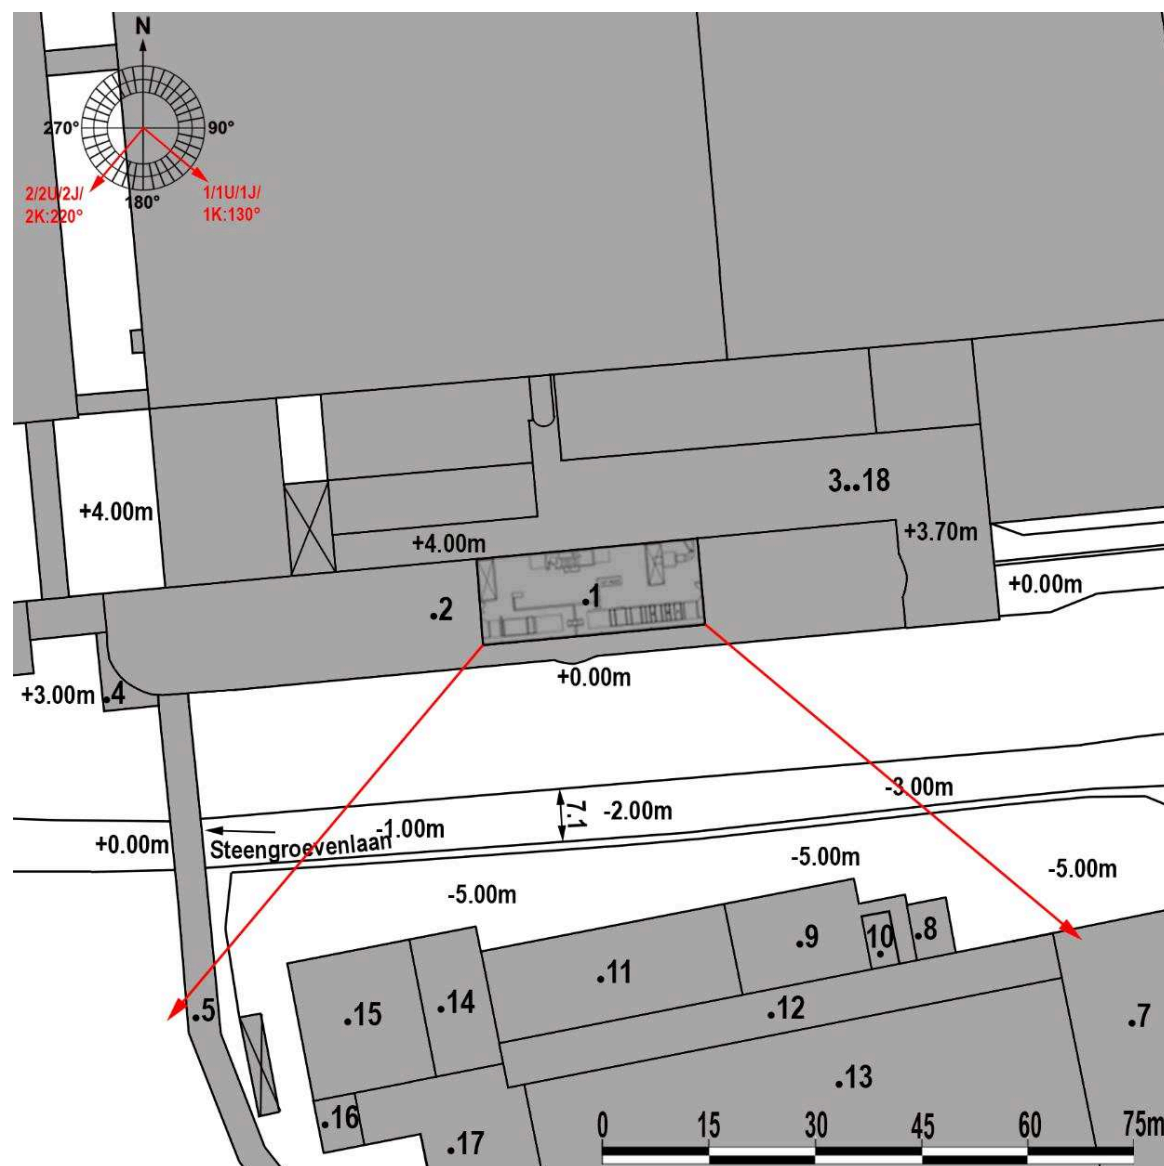 N
270°
90°
2/2U/2J/
2K:220°
180°
1/1U/1J/
1K:130°
+4.00m
3..18
+4.00m
+3.70m
+0.00m
.2
.1
+0.00m
+3.00m
.4
-3.00m
7.1
-2.00m
-1.00m
+0.00m
Steengroevenlaan
-5.00m
-5.00m
-5.00m
.9
10
.8
.11
.14
.15
.5
.12
.7
.13
.16
.17
0 15 30 45 60 75m